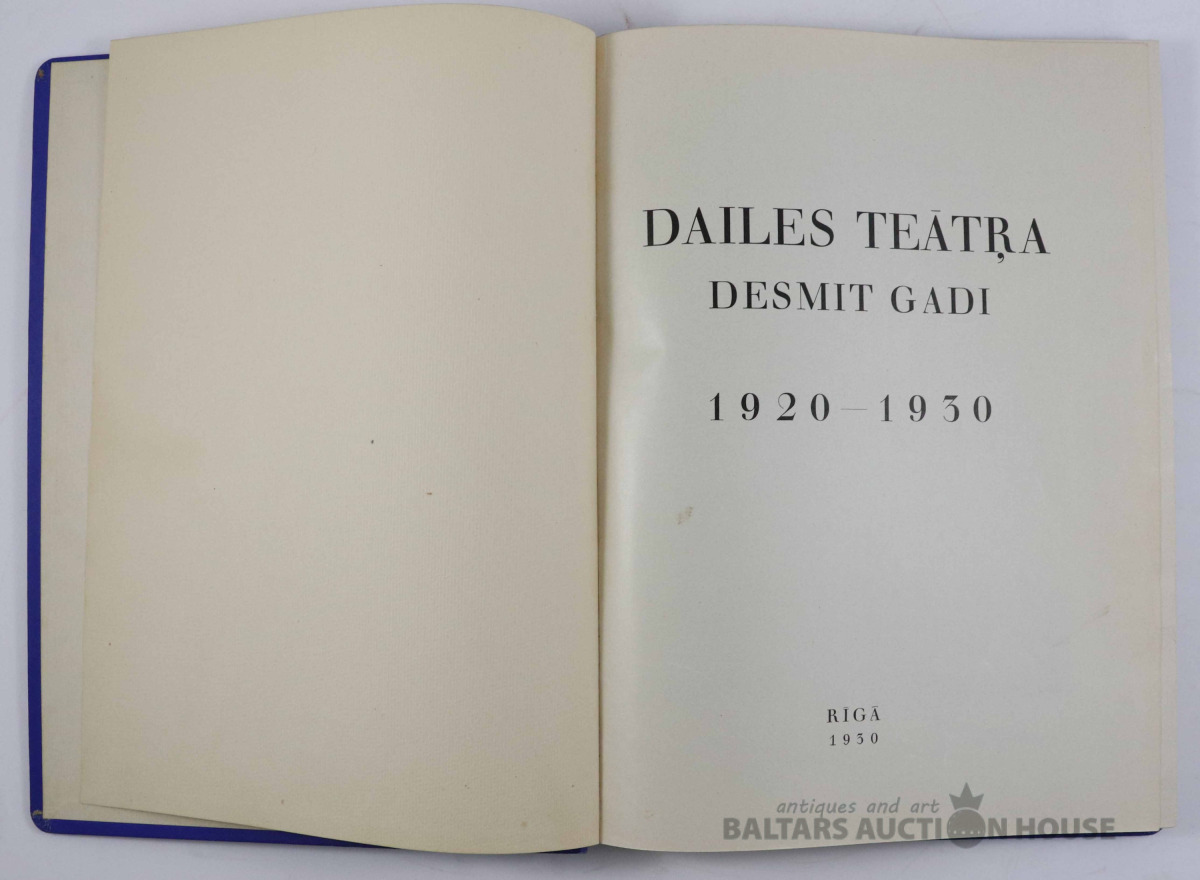 DAILES TEĀTŖA
DESMIT GADI
1920–1930
RĪGĀ
1930
antiques and art
BALTARS AUCTION HOUSE